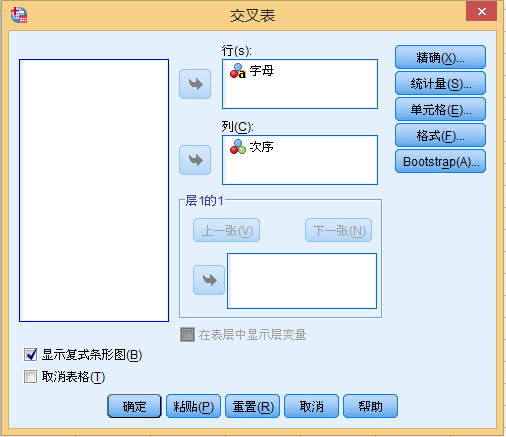 交叉表
行(s):
字母
列(C):
次序
层1的1
上一张(V)
下一张(N)
在表层中显示层变量
显示复式条形图(B)
取消表格(T)
精确(X)...
统计量(S)...
单元格(E)...
格式(F)...
Bootstrap(A)...
确定
粘贴(P)
重置(R)
取消
帮助